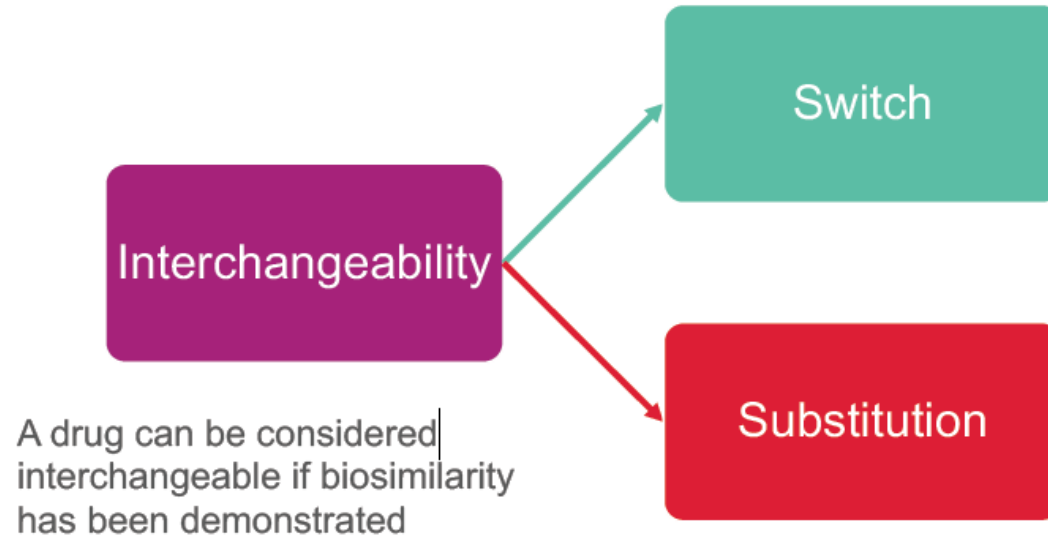 Switch
Interchangeability
Substitution
A drug can be considered
interchangeable if biosimilarity
has been demonstrated